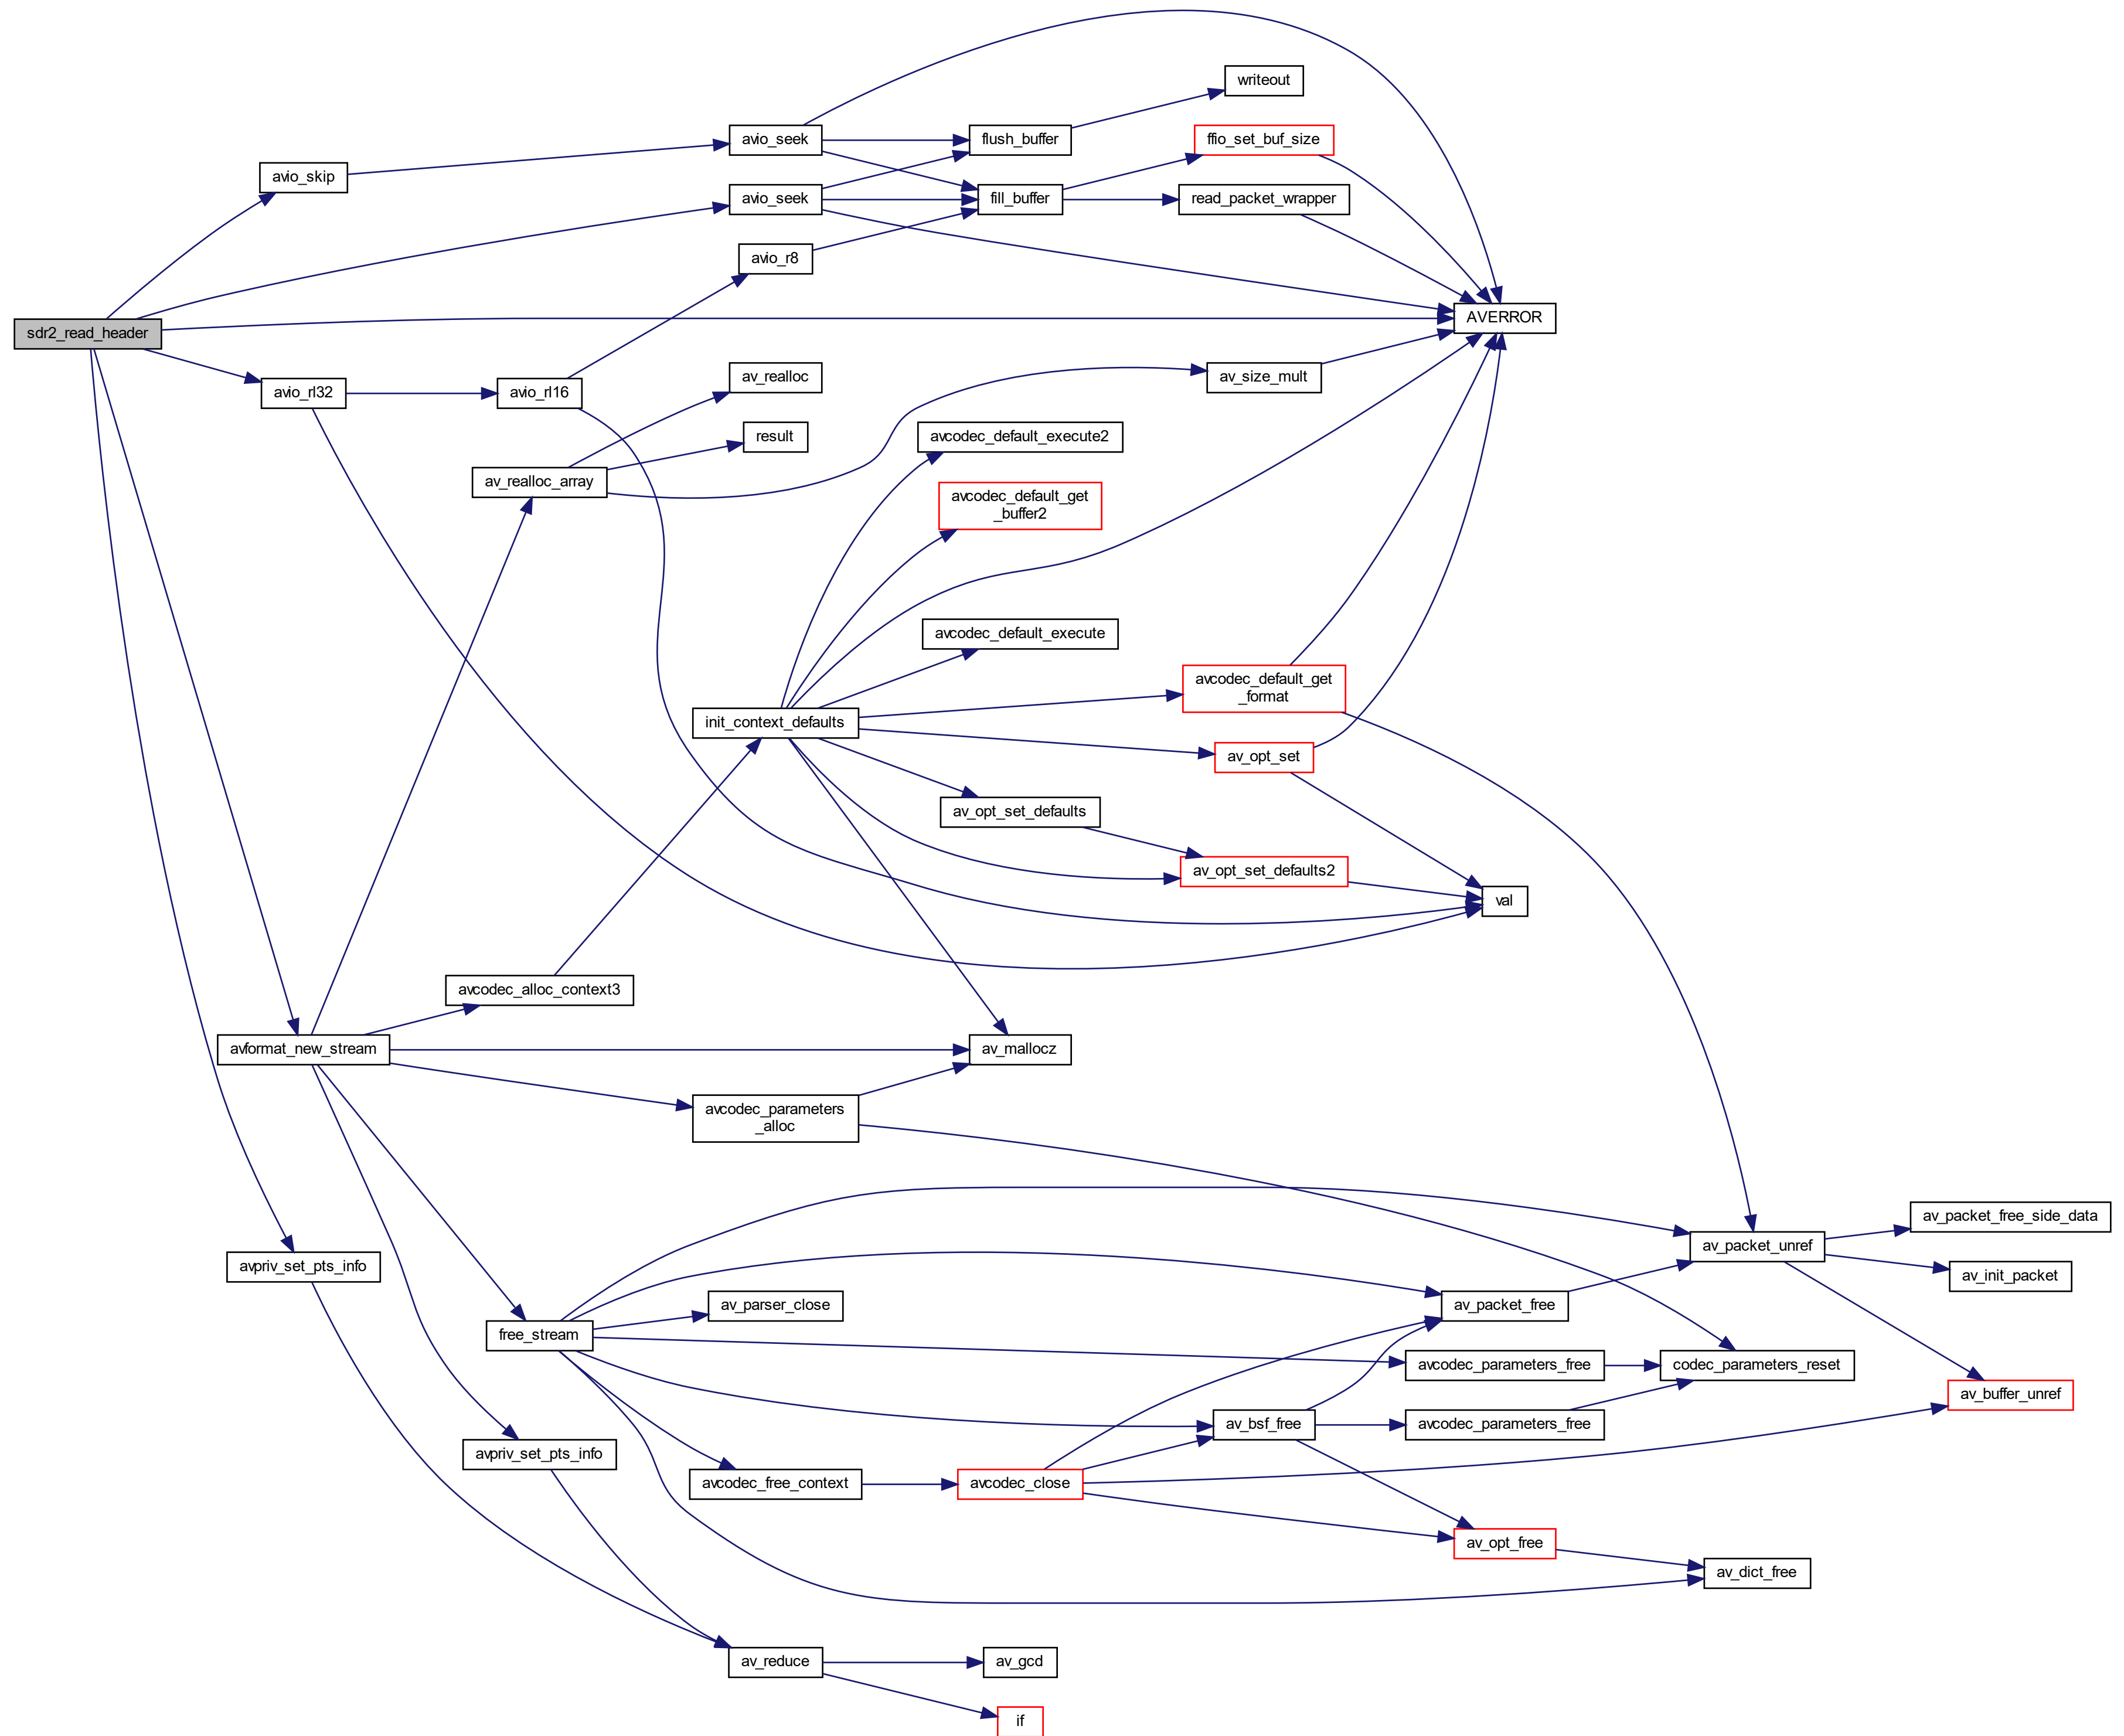 writeout
avio_seek
flush_buffer
ffio_set_buf_size
avio_skip
avio_seek
fill_buffer
read_packet_wrapper
avio_r8
sdr2_read_header
AVERROR
avio_rl32
avio_rl16
av_realloc
av_size_mult
result
avcodec_default_execute2
av_realloc_array
avcodec_default_get
_buffer2
avcodec_default_execute
avcodec_default_get
_format
init_context_defaults
av_opt_set
av_opt_set_defaults
av_opt_set_defaults2
val
avcodec_alloc_context3
avformat_new_stream
av_mallocz
avcodec_parameters
_alloc
av_packet_free_side_data
av_packet_unref
avpriv_set_pts_info
av_init_packet
av_parser_close
av_packet_free
free_stream
avcodec_parameters_free
codec_parameters_reset
av_buffer_unref
av_bsf_free
avcodec_parameters_free
avpriv_set_pts_info
avcodec_free_context
avcodec_close
av_opt_free
av_dict_free
av_reduce
av_gcd
if